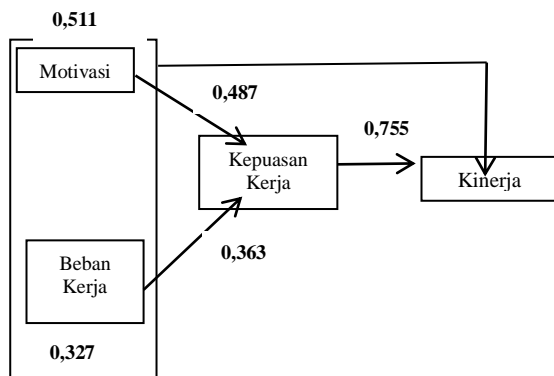 0,511
Motivasi
0,487
0,755
Kepuasan
Kerja
Kinerja
0,363
Beban
Kerja
0,327